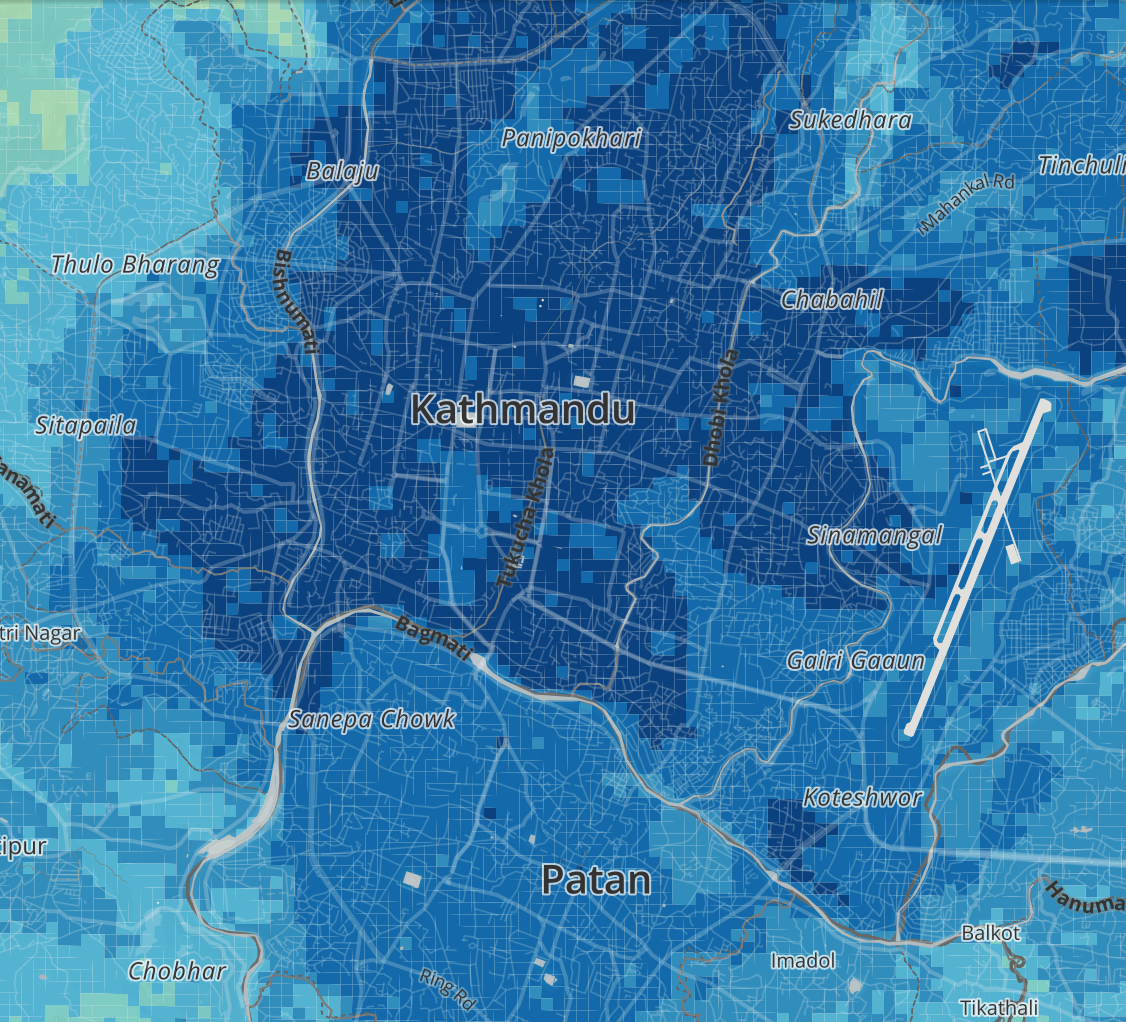 Panipokhari
Sukedhara
Balaju
Tinchuli
Mahankal Rd
Thulo Bharang
Bishnumati
Chabahil
Dhobi Khola
Kathmandu
Sitapaila
anamati
Tukucha Khola
Sinamangal
tri Nagar
Bagmati
Gairi Gaaun
Sanepa Chowk
Koteshwor
ipur
Patan
Hanuma
Balkot
Imadol
Chobhar
Ring Rd
Tikathali